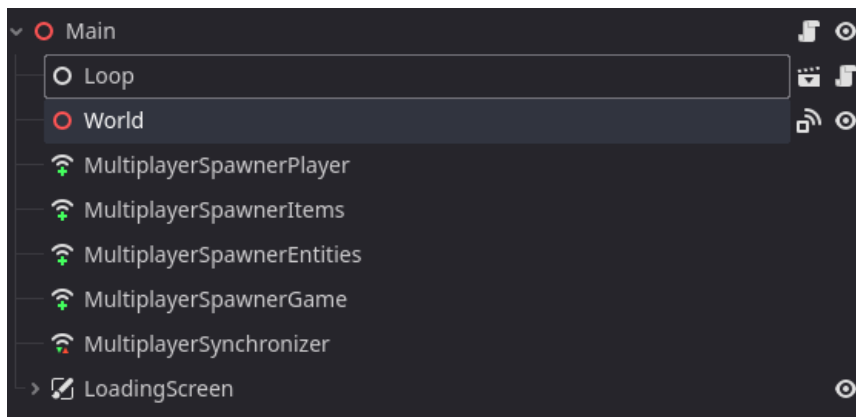 Main
Loop
World
MultiplayerSpawnerPlayer
MultiplayerSpawnerItems
MultiplayerSpawnerEntities
MultiplayerSpawnerGame
MultiplayerSynchronizer
LoadingScreen